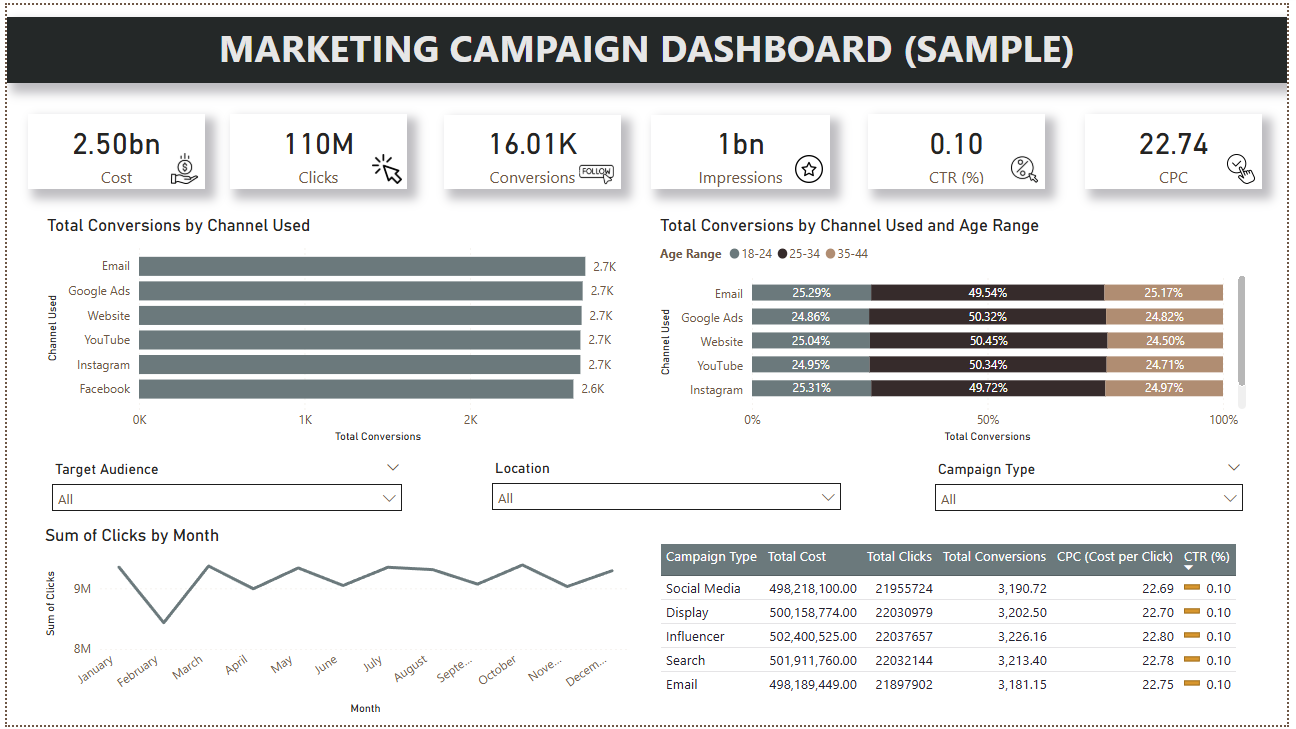 MARKETING CAMPAIGN DASHBOARD (SAMPLE)
2.50bn
Cost
110M
Clicks
16.01K
Conversions
FOLLOW
1bn
Impressions
0.10
CTR (%)
22.74
CPC
Total Conversions by Channel Used
Channel Used
Email 2.7K
Google Ads 2.7K
Website 2.7K
YouTube 2.7K
Instagram 2.7K
Facebook 2.6K
0K 1K 2K
Total Conversions
Total Conversions by Channel Used and Age Range
Age Range 18-24 25-34 35-44
Channel Used
Email 25.29% 49.54% 25.17%
Google Ads 24.86% 50.32% 24.82%
Website 25.04% 50.45% 24.50%
YouTube 24.95% 50.34% 24.71%
Instagram 25.31% 49.72% 24.97%
0% 50% 100%
Total Conversions
Target Audience
All
Location
All
Campaign Type
All
Sum of Clicks by Month
Sum of Clicks
9M
8M
January February March April May June July August Septe... October Nove... Decem...
Month
Campaign Type Total Cost Total Clicks Total Conversions CPC (Cost per Click) CTR (%)
Social Media 498,218,100.00 21955724 3,190.72 22.69 0.10
Display 500,158,774.00 22030979 3,202.50 22.70 0.10
Influencer 502,400,525.00 22037657 3,226.16 22.80 0.10
Search 501,911,760.00 22032144 3,213.40 22.78 0.10
Email 498,189,449.00 21897902 3,181.15 22.75 0.10